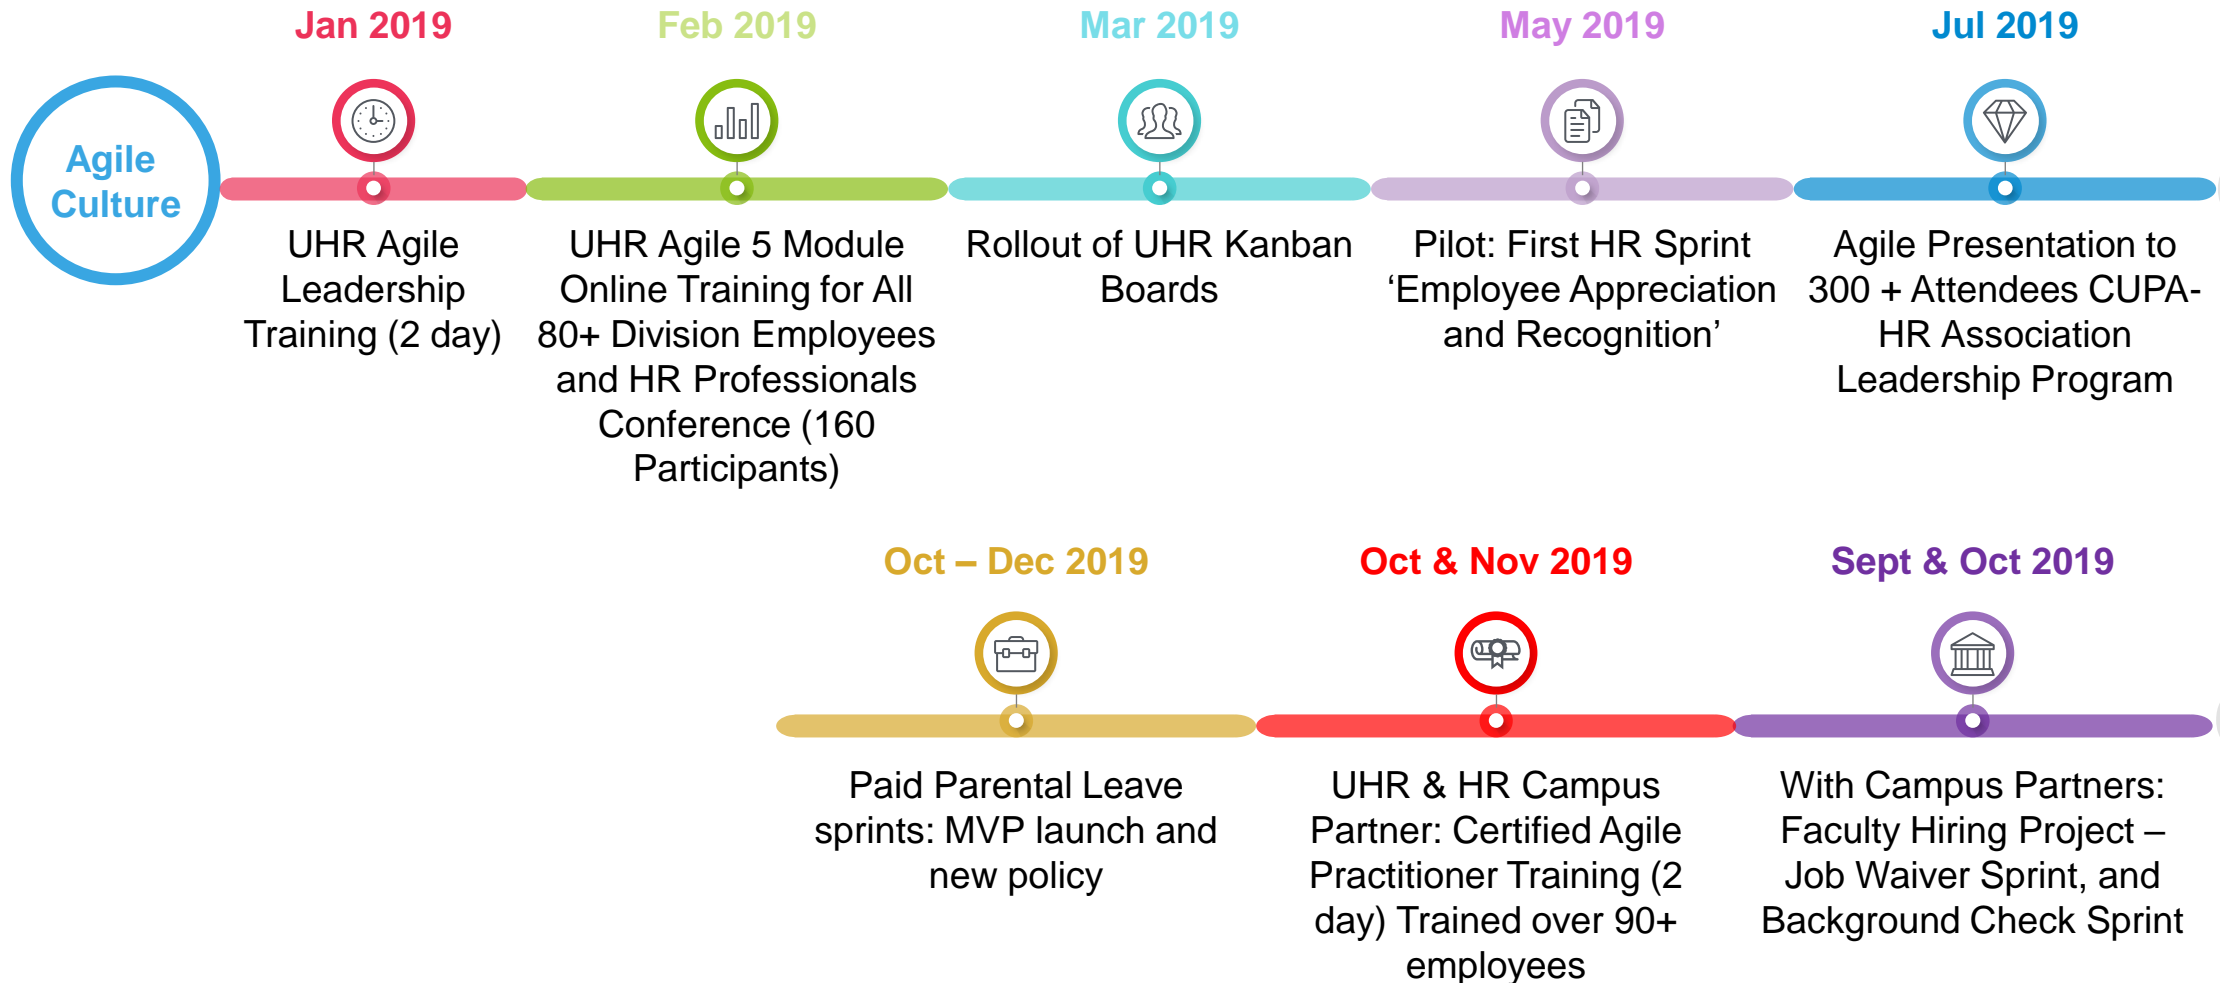 Jan 2019
Feb 2019
Mar 2019
May 2019
Jul 2019
Agile
Culture
UHR Agile
Leadership
Training (2 day)
UHR Agile 5 Module
Online Training for All
80+ Division Employees
and HR Professionals
Conference (160
Participants)
Rollout of UHR Kanban
Boards
Pilot: First HR Sprint
‘Employee Appreciation
and Recognition’
Agile Presentation to
300 + Attendees CUPA-
HR Association
Leadership Program
Oct – Dec 2019
Oct & Nov 2019
Sept & Oct 2019
Paid Parental Leave
sprints: MVP launch and
new policy
UHR & HR Campus
Partner: Certified Agile
Practitioner Training (2
day) Trained over 90+
employees
With Campus Partners:
Faculty Hiring Project –
Job Waiver Sprint, and
Background Check Sprint